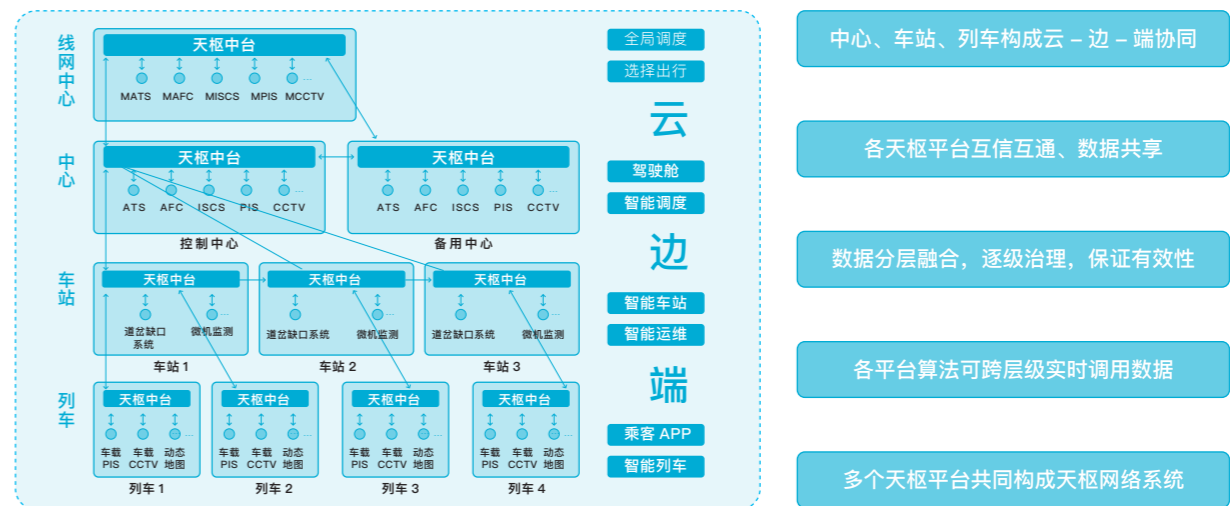 线网中心
天枢中台
MATS MAFC MISCS MPIS MCCTV
...
中心
天枢中台
ATS AFC ISCS PIS CCTV
...
控制中心
天枢中台
ATS AFC ISCS PIS CCTV
...
备用中心
车站
天枢中台
道岔缺口
系统
微机监测
...
车站 1
天枢中台
道岔缺口系统
微机监测
...
车站 2
天枢中台
道岔缺口系统
微机监测
...
车站 3
列车
天枢中台
车载 车载 动态
PIS CCTV 地图
...
列车 1
天枢中台
车载 车载 动态
PIS CCTV 地图
...
列车 2
天枢中台
车载 车载 动态
PIS CCTV 地图
...
列车 3
天枢中台
车载 车载 动态
PIS CCTV 地图
...
列车 4
全局调度
选择出行
云
驾驶舱
智能调度
边
智能车站
智能运维
端
乘客 APP
智能列车
中心、车站、列车构成云 – 边 – 端协同
各天枢平台互信互通、数据共享
数据分层融合，逐级治理，保证有效性
各平台算法可跨层级实时调用数据
多个天枢平台共同构成天枢网络系统